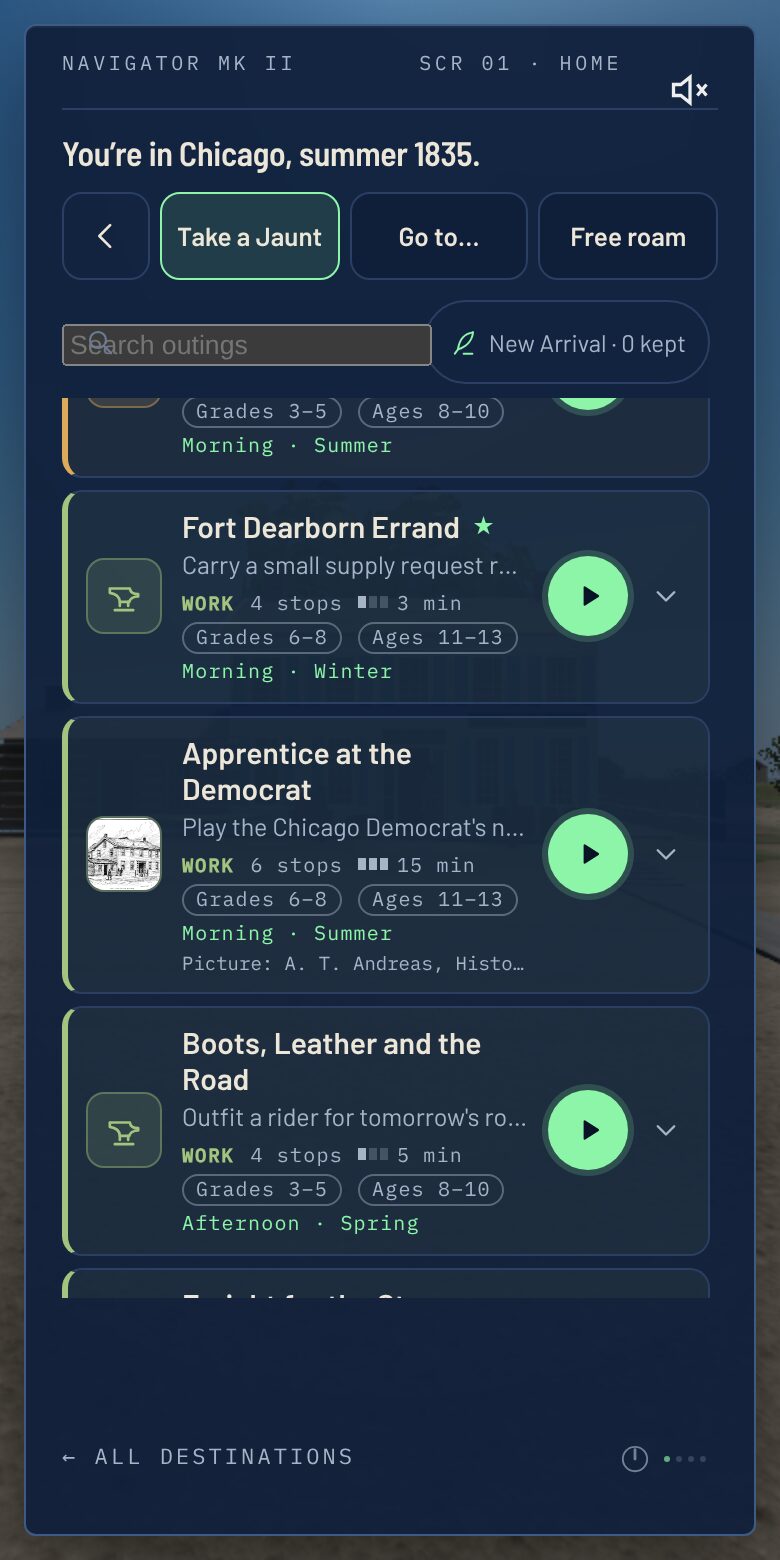 NAVIGATOR MK II
SCR 01 · HOME
You’re in Chicago, summer 1835.
Take a Jaunt
Go to...
Free roam
Search outings
New Arrival · 0 kept
Grades 3–5
Ages 8–10
Morning · Summer
Fort Dearborn Errand ★
Carry a small supply request r...
WORK 4 stops 3 min
Grades 6–8
Ages 11–13
Morning · Winter
Apprentice at the
Democrat
Play the Chicago Democrat's n...
WORK 6 stops 15 min
Grades 6–8
Ages 11–13
Morning · Summer
Picture: A. T. Andreas, Histo…
Boots, Leather and the
Road
Outfit a rider for tomorrow's ro...
WORK 4 stops 5 min
Grades 3–5
Ages 8–10
Afternoon · Spring
← ALL DESTINATIONS